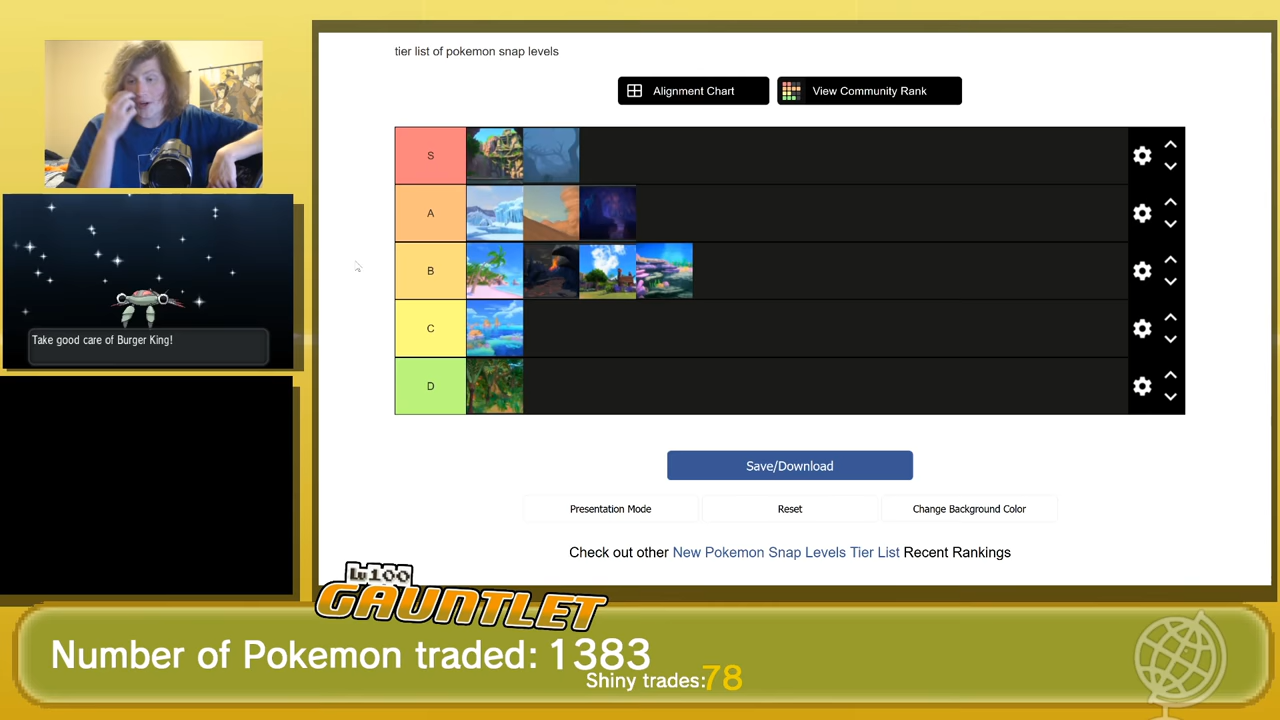 tier list of pokemon snap levels
Alignment Chart
View Community Rank
S
A
B
C
D
Take good care of Burger King!
Save/Download
Presentation Mode
Reset
Change Background Color
Check out other New Pokemon Snap Levels Tier List Recent Rankings
Lv100
GAUNTLET
Number of Pokemon traded: 1383
Shiny trades:78